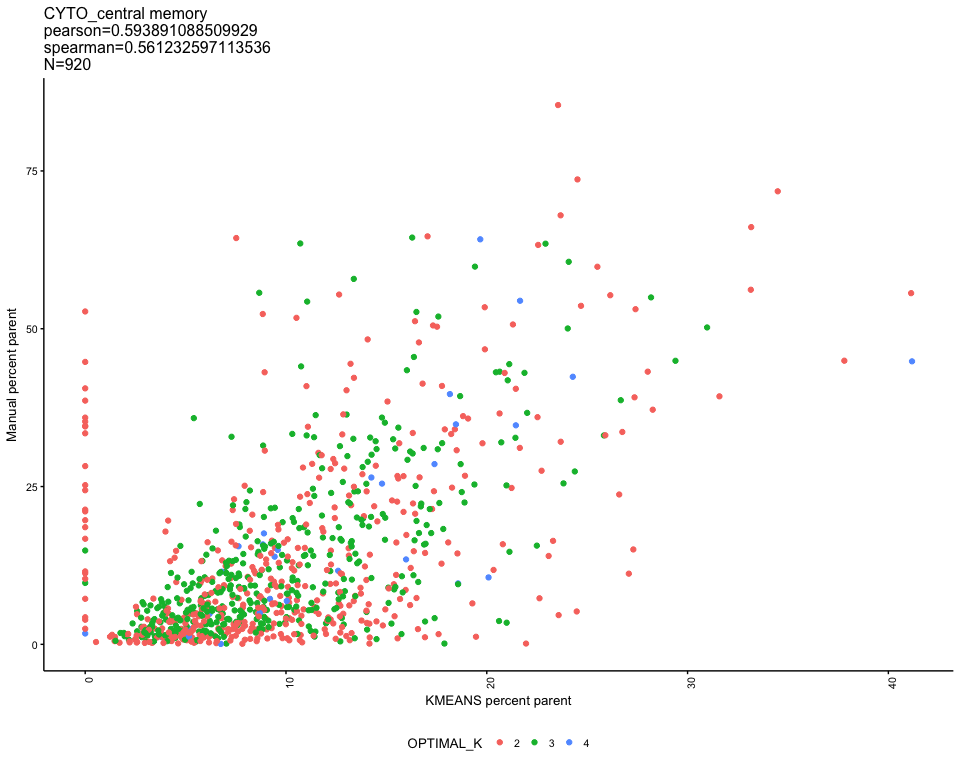 CYTO_central memory
pearson=0.593891088509929
spearman=0.561232597113536
N=920
Manual percent parent
75
50
25
0
0
10
20
30
40
KMEANS percent parent
OPTIMAL_K 2 3 4